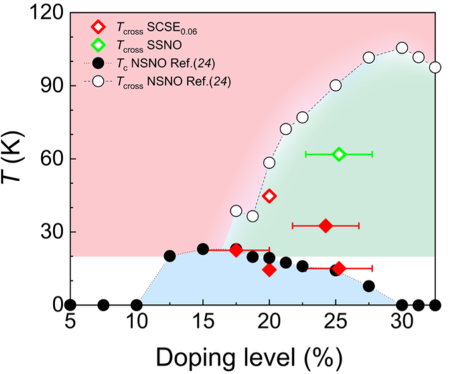 120
90
60
30
0
T (K)
T_cross SCSE_0.06
T_cross SSNO
T_c NSNO Ref.(24)
T_cross NSNO Ref.(24)
5 10 15 20 25 30
Doping level (%)